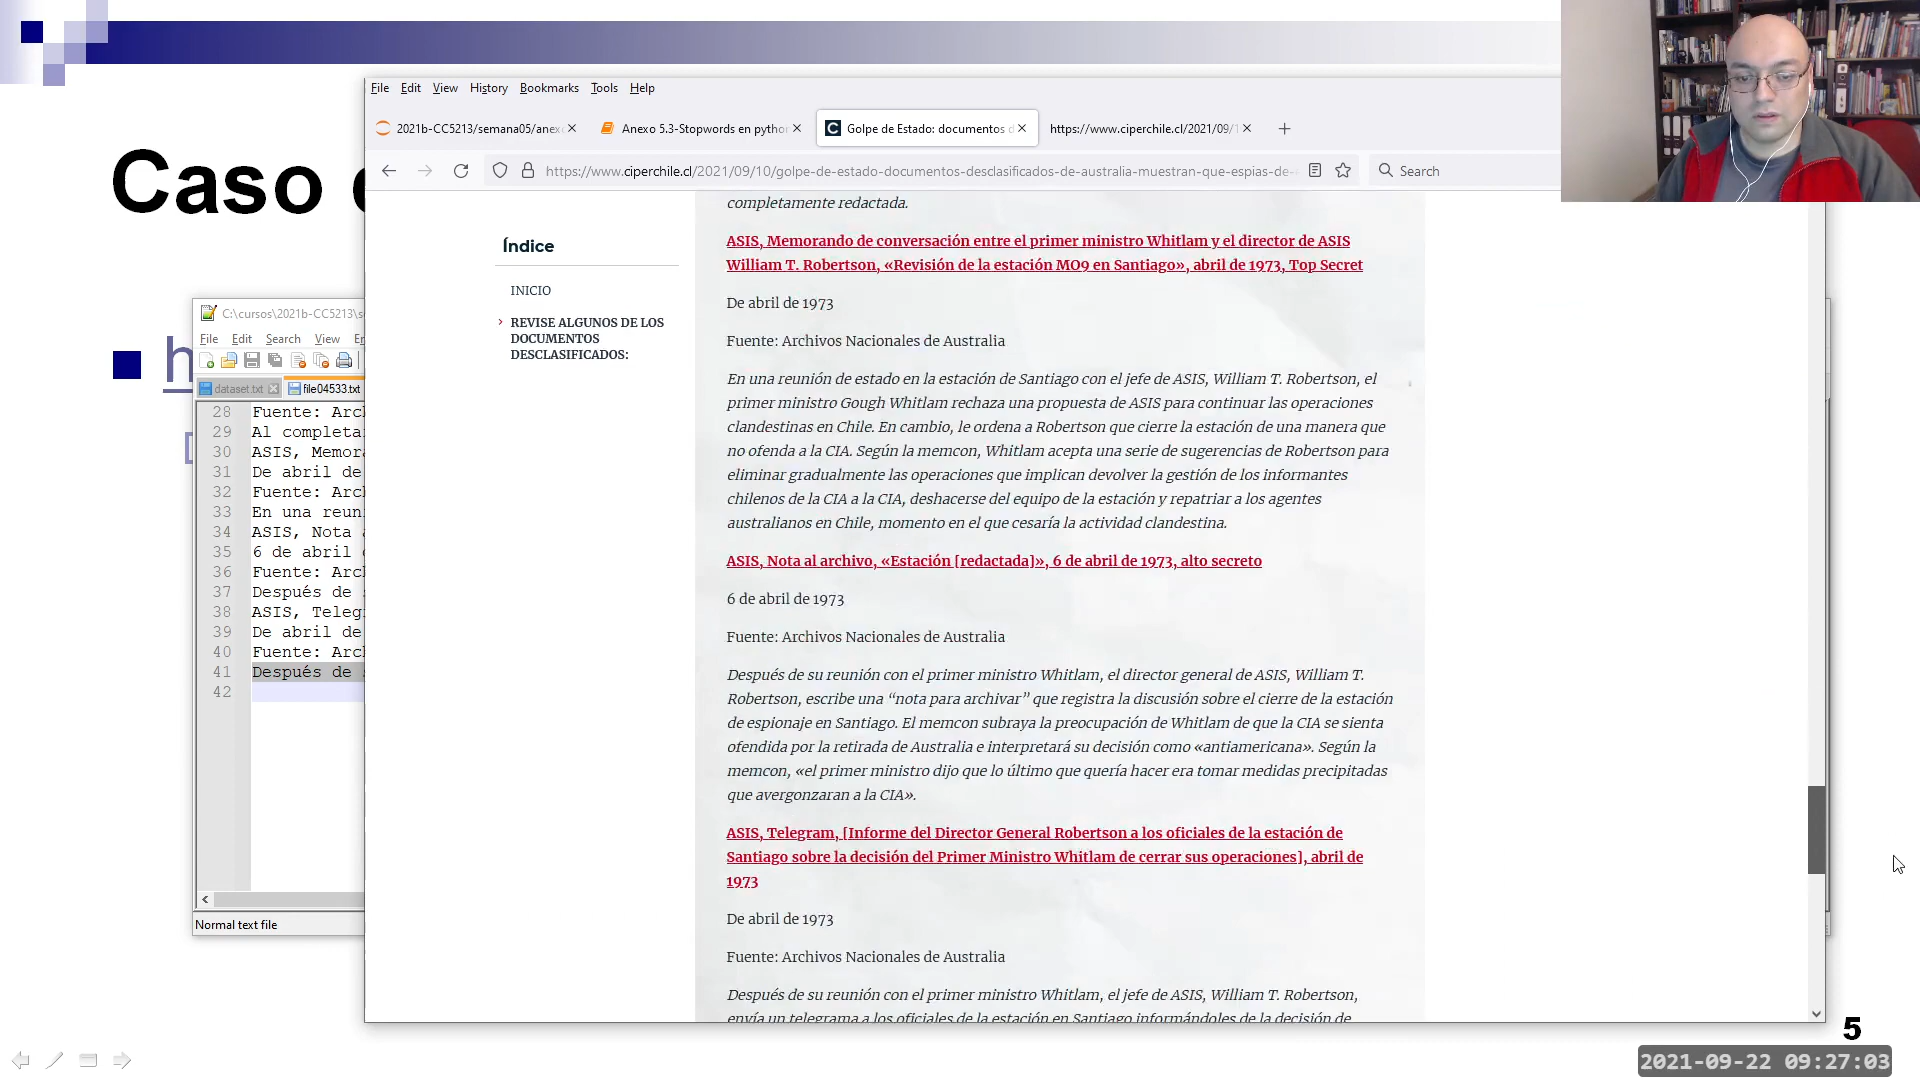 Caso
File Edit View History Bookmarks Tools Help
2021b-CC5213/semana05/anex
Anexo 5.3-Stopwords en pytho
Golpe de Estado: documentos d
https://www.ciperchile.cl/2021/09/1
https://www.ciperchile.cl/2021/09/10/golpe-de-estado-documentos-desclasificados-de-australia-muestran-que-espias-de-
Search
Índice
INICIO
REVISE ALGUNOS DE LOS
DOCUMENTOS
DESCLASIFICADOS:
completamente redactada.
ASIS, Memorando de conversación entre el primer ministro Whitlam y el director de ASIS
William T. Robertson, «Revisión de la estación MO9 en Santiago», abril de 1973, Top Secret
De abril de 1973
Fuente: Archivos Nacionales de Australia
En una reunión de estado en la estación de Santiago con el jefe de ASIS, William T. Robertson, el
primer ministro Gough Whitlam rechaza una propuesta de ASIS para continuar las operaciones
clandestinas en Chile. En cambio, le ordena a Robertson que cierre la estación de una manera que
no ofenda a la CIA. Según la memcon, Whitlam acepta una serie de sugerencias de Robertson para
eliminar gradualmente las operaciones que implican devolver la gestión de los informantes
chilenos de la CIA a la CIA, deshacerse del equipo de la estación y repatriar a los agentes
australianos en Chile, momento en el que cesaría la actividad clandestina.
ASIS, Nota al archivo, «Estación [redactada]», 6 de abril de 1973, alto secreto
6 de abril de 1973
Fuente: Archivos Nacionales de Australia
Después de su reunión con el primer ministro Whitlam, el director general de ASIS, William T.
Robertson, escribe una “nota para archivar” que registra la discusión sobre el cierre de la estación
de espionaje en Santiago. El memcon subraya la preocupación de Whitlam de que la CIA se sienta
ofendida por la retirada de Australia e interpretará su decisión como «antiamericana». Según la
memcon, «el primer ministro dijo que lo último que quería hacer era tomar medidas precipitadas
que avergonzaran a la CIA».
ASIS, Telegram, [Informe del Director General Robertson a los oficiales de la estación de
Santiago sobre la decisión del Primer Ministro Whitlam de cerrar sus operaciones], abril de
1973
De abril de 1973
Fuente: Archivos Nacionales de Australia
Después de su reunión con el primer ministro Whitlam, el jefe de ASIS, William T. Robertson,
envía un telegrama a los oficiales de la estación en Santiago informándoles de la decisión de
C:\cursos\2021b-CC5213\s
File Edit Search View E
dataset.txt file04533.txt
28 Fuente: Arc
29 Al completa
30 ASIS, Memor
31 De abril de
32 Fuente: Arc
33 En una reun
34 ASIS, Nota
35 6 de abril
36 Fuente: Arc
37 Después de
38 ASIS, Teleg
39 De abril de
40 Fuente: Arc
41 Después de
42
Normal text file
5
2021-09-22 09:27:03